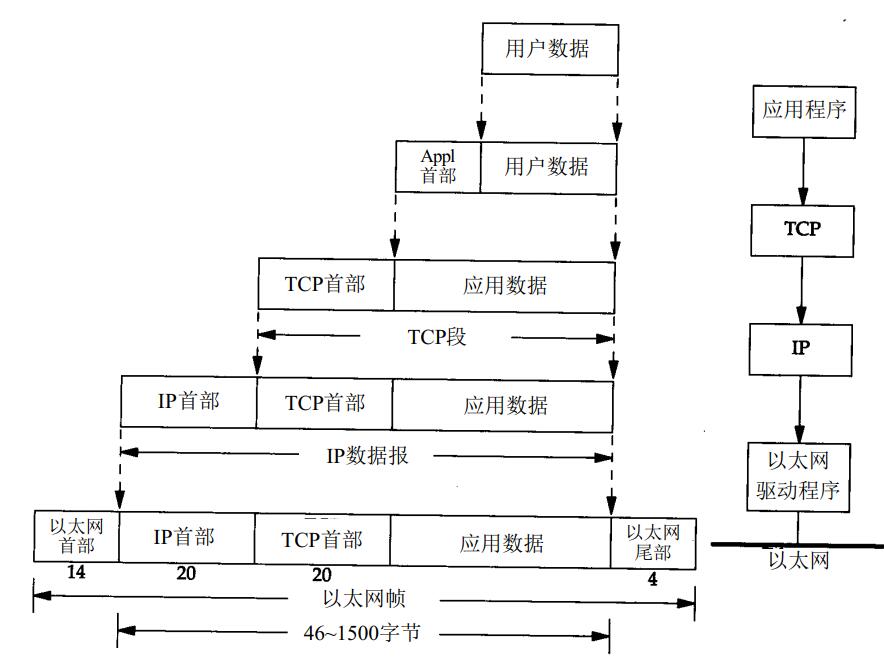 用户数据
Appl
首部
用户数据
TCP首部
应用数据
TCP段
IP首部
TCP首部
应用数据
IP数据报
以太网
首部
IP首部
TCP首部
应用数据
以太网
尾部
14
20
20
4
以太网帧
46~1500字节
应用程序
TCP
IP
以太网
驱动程序
以太网